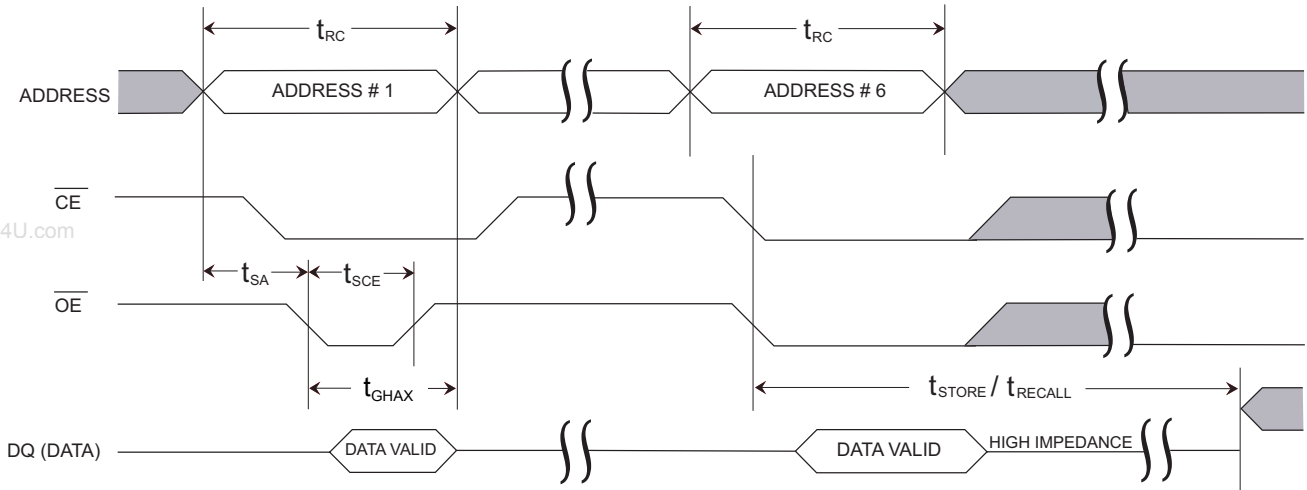 tRC
tRC
ADDRESS
ADDRESS # 1
ADDRESS # 6
CE
4U.com
tSA
tSCE
OE
tGHAX
tSTORE / tRECALL
DQ (DATA)
DATA VALID
DATA VALID
HIGH IMPEDANCE